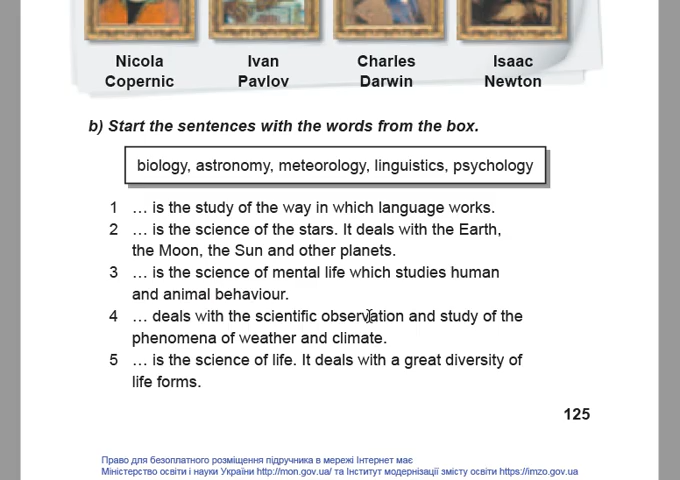 Nicola Ivan Charles Isaac
Copernic Pavlov Darwin Newton
b) Start the sentences with the words from the box.
biology, astronomy, meteorology, linguistics, psychology
1 … is the study of the way in which language works.
2 … is the science of the stars. It deals with the Earth,
the Moon, the Sun and other planets.
3 … is the science of mental life which studies human
and animal behaviour.
4 … deals with the scientific observation and study of the
phenomena of weather and climate.
5 … is the science of life. It deals with a great diversity of
life forms.
125
Право для безоплатного розміщення підручника в мережі Інтернет має
Міністерство освіти і науки України http://mon.gov.ua/ та Інститут модернізації змісту освіти https://imzo.gov.ua